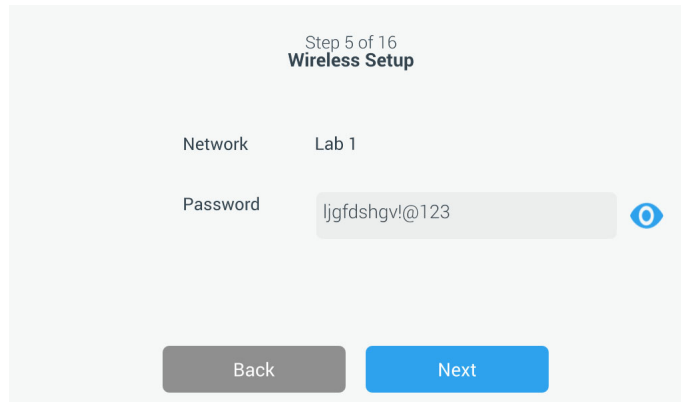 Step 5 of 16
Wireless Setup
Network Lab 1
Password ljgfdshgv!@123
Back Next